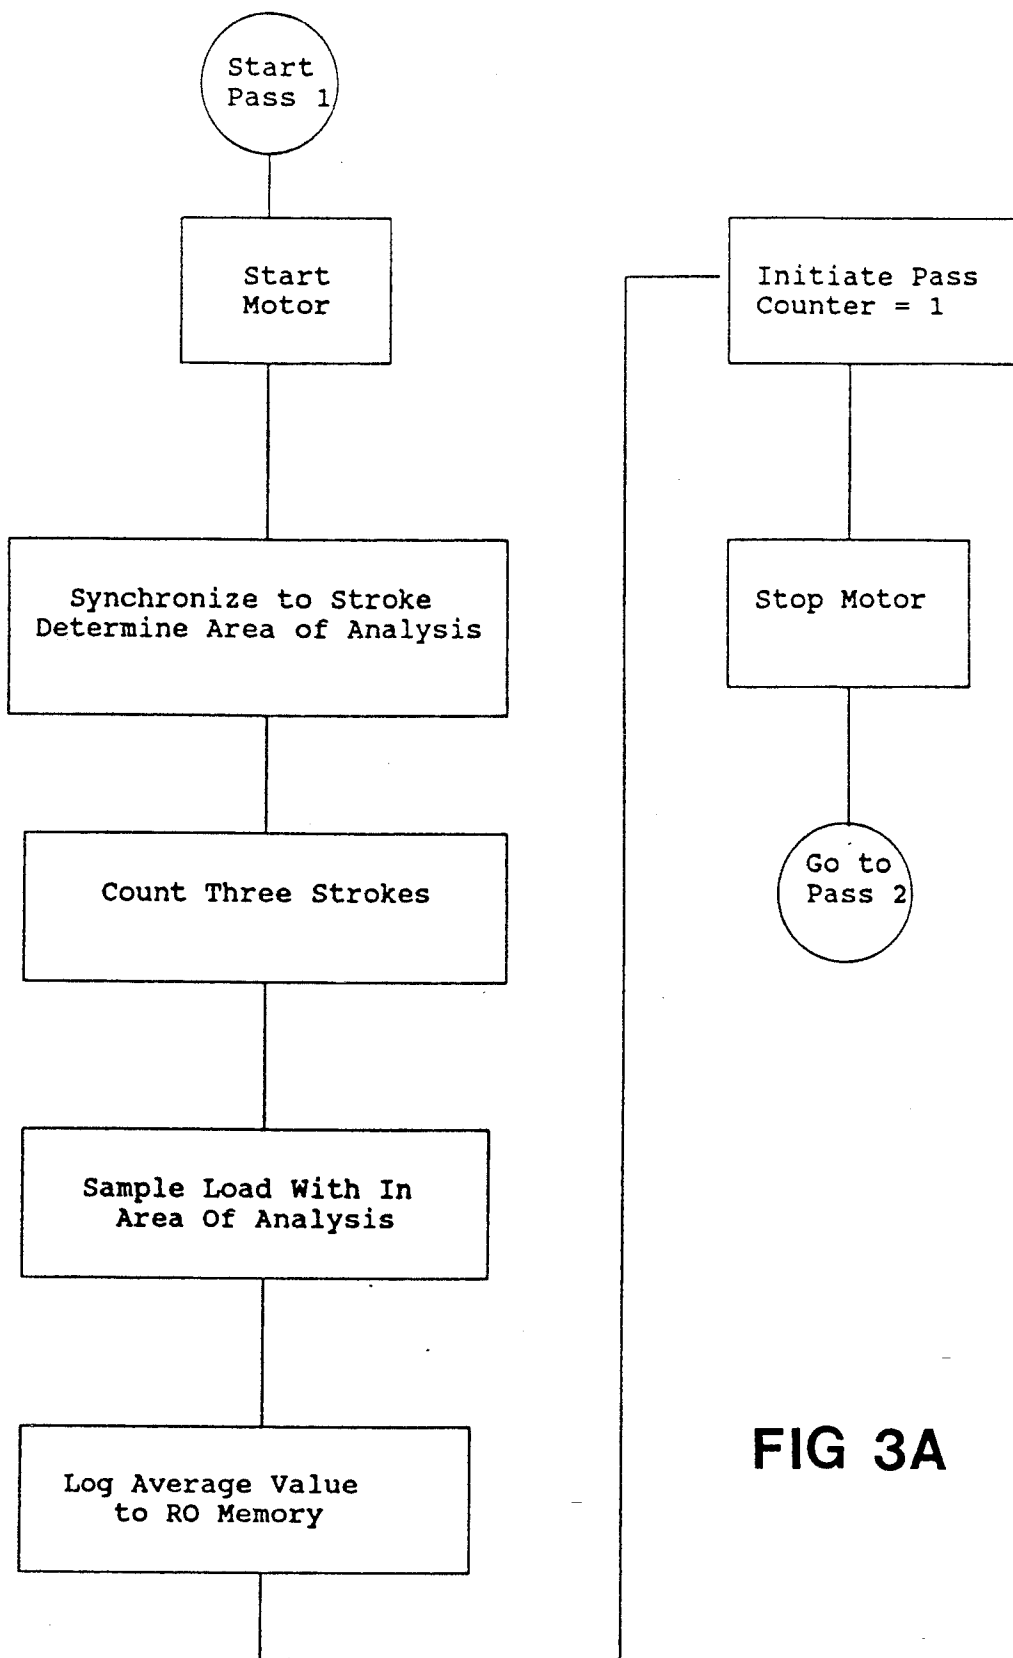 Start
Pass 1
Start
Motor
Synchronize to Stroke
Determine Area of Analysis
Count Three Strokes
Sample Load With In
Area Of Analysis
Log Average Value
to RO Memory
Initiate Pass
Counter = 1
Stop Motor
Go to
Pass 2
FIG 3A